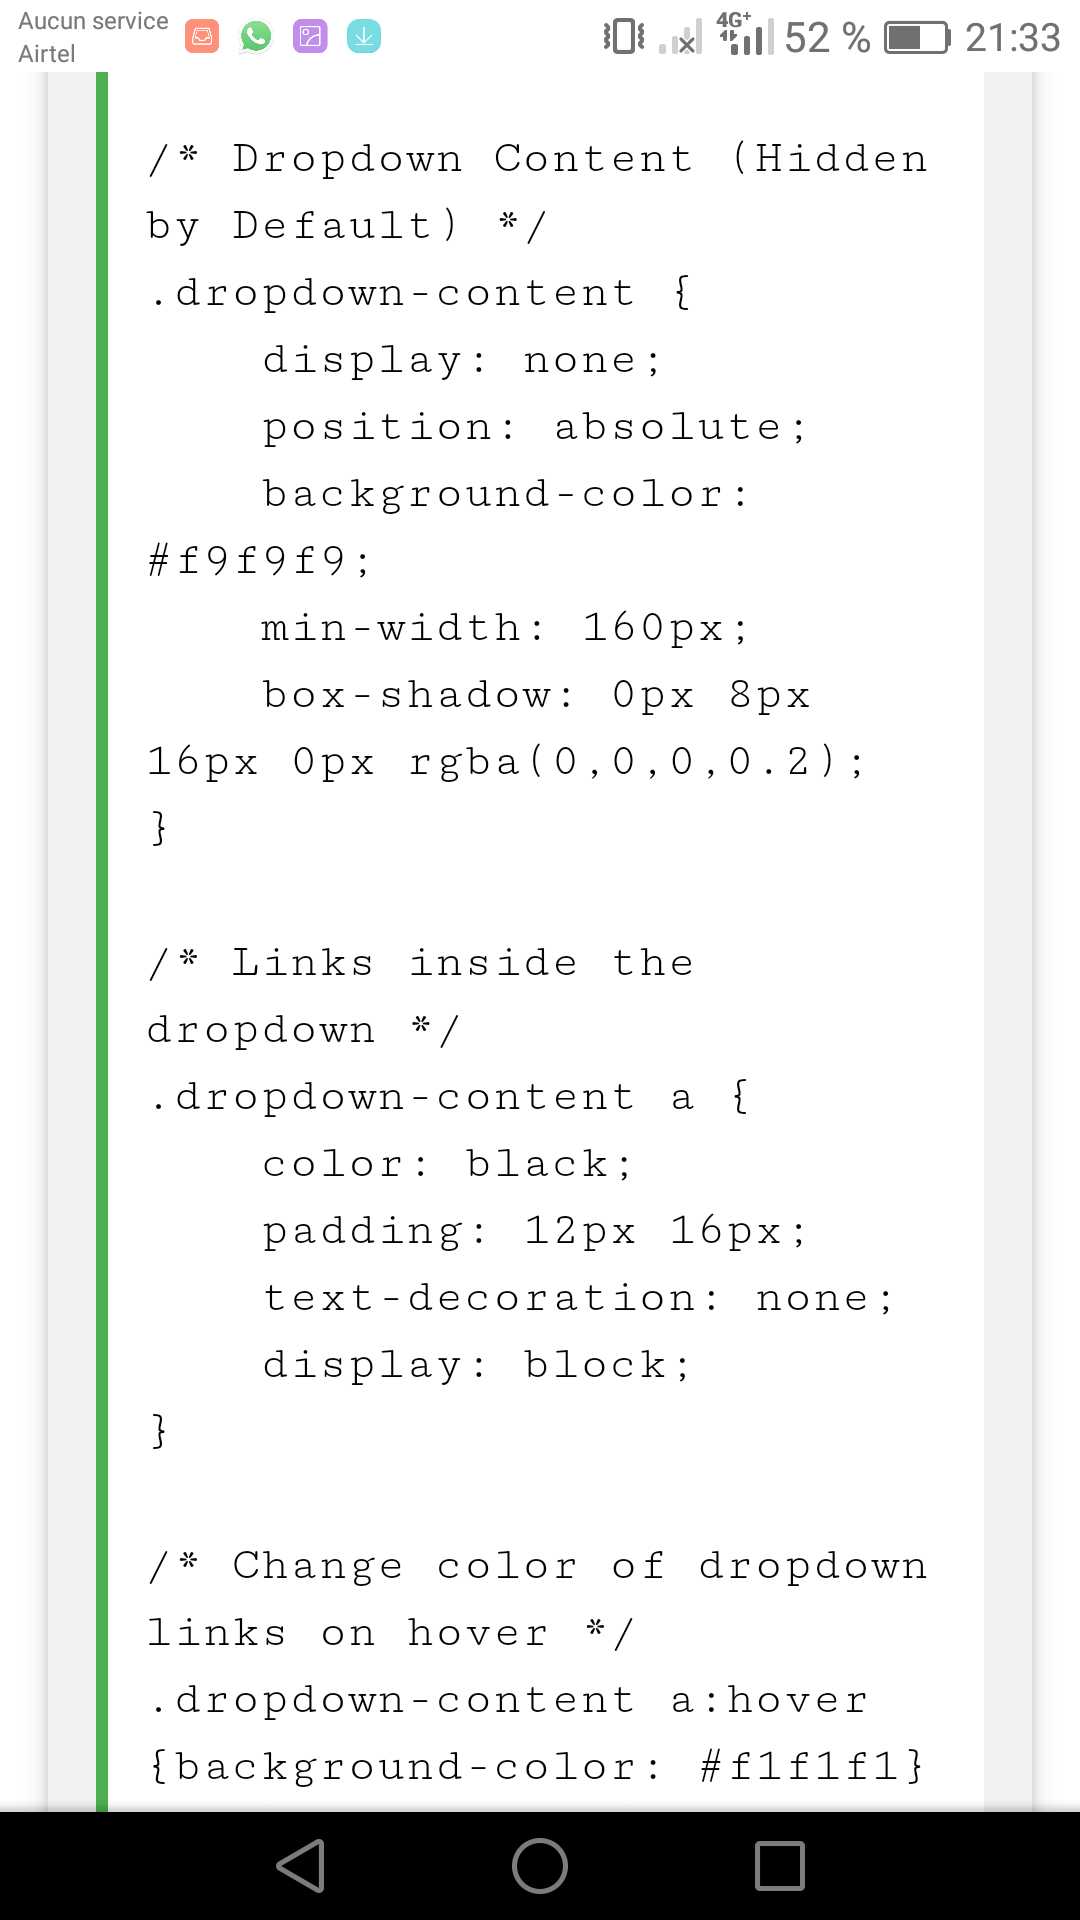 Aucun service
Airtel
4G+
52 %
21:33
/* Dropdown Content (Hidden
by Default) */
.dropdown-content {
display: none;
position: absolute;
background-color:
#f9f9f9;
min-width: 160px;
box-shadow: 0px 8px
16px 0px rgba(0,0,0,0.2);
}
/* Links inside the
dropdown */
.dropdown-content a {
color: black;
padding: 12px 16px;
text-decoration: none;
display: block;
}
/* Change color of dropdown
links on hover */
.dropdown-content a:hover
{background-color: #f1f1f1}